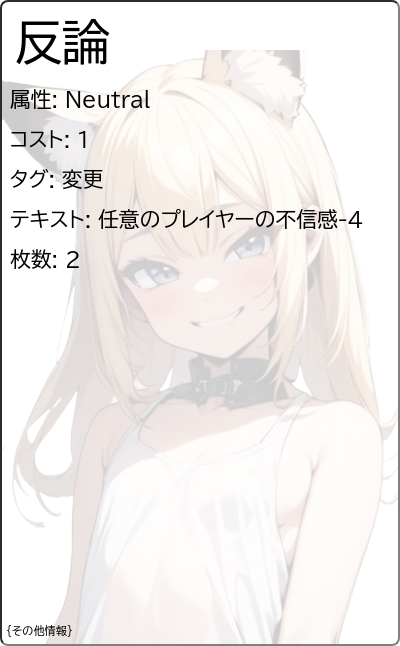 反論
属性: Neutral
コスト: 1
タグ: 変更
テキスト: 任意のプレイヤーの不信感-4
枚数: 2
{その他情報}